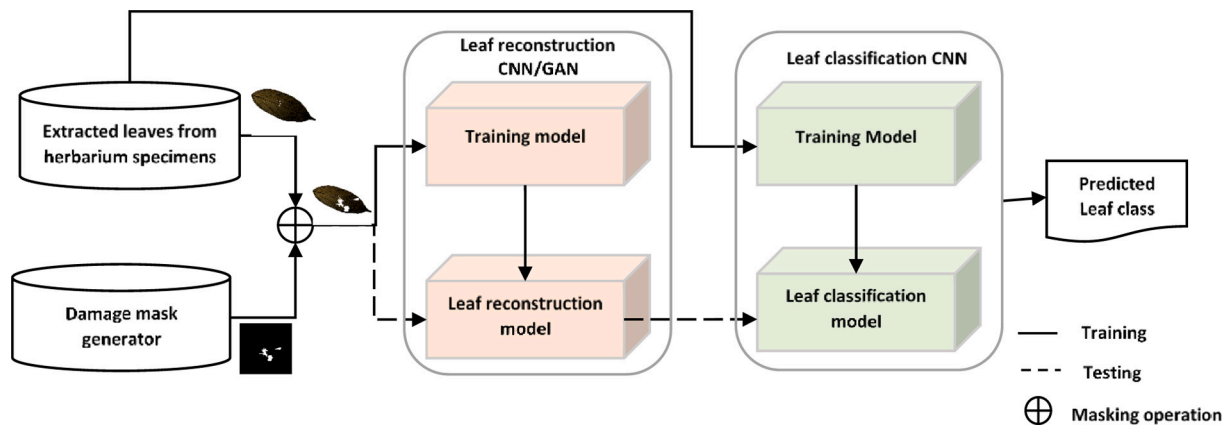 Leaf reconstruction
CNN/GAN
Leaf classification CNN
Extracted leaves from
herbarium specimens
Training model
Training Model
Predicted
Leaf class
Damage mask
generator
Leaf reconstruction
model
Leaf classification
model
Training
Testing
Masking operation